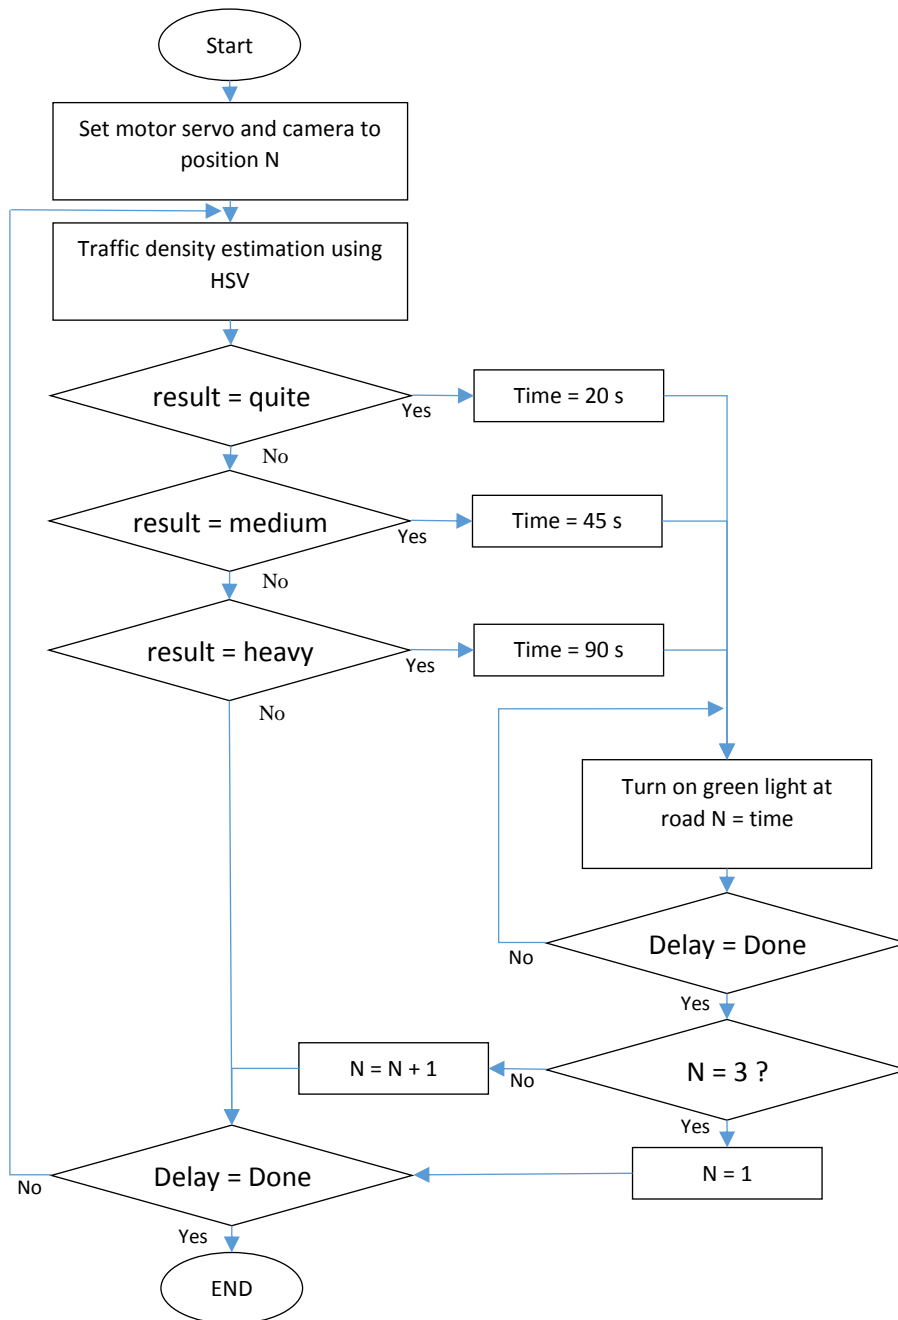 Start
Set motor servo and camera to
position N
Traffic density estimation using
HSV
result = quite
Yes
Time = 20 s
No
result = medium
Yes
Time = 45 s
No
result = heavy
Yes
Time = 90 s
No
Turn on green light at
road N = time
Delay = Done
No
Yes
N = N + 1
No
N = 3 ?
Yes
Delay = Done
N = 1
No
Yes
END